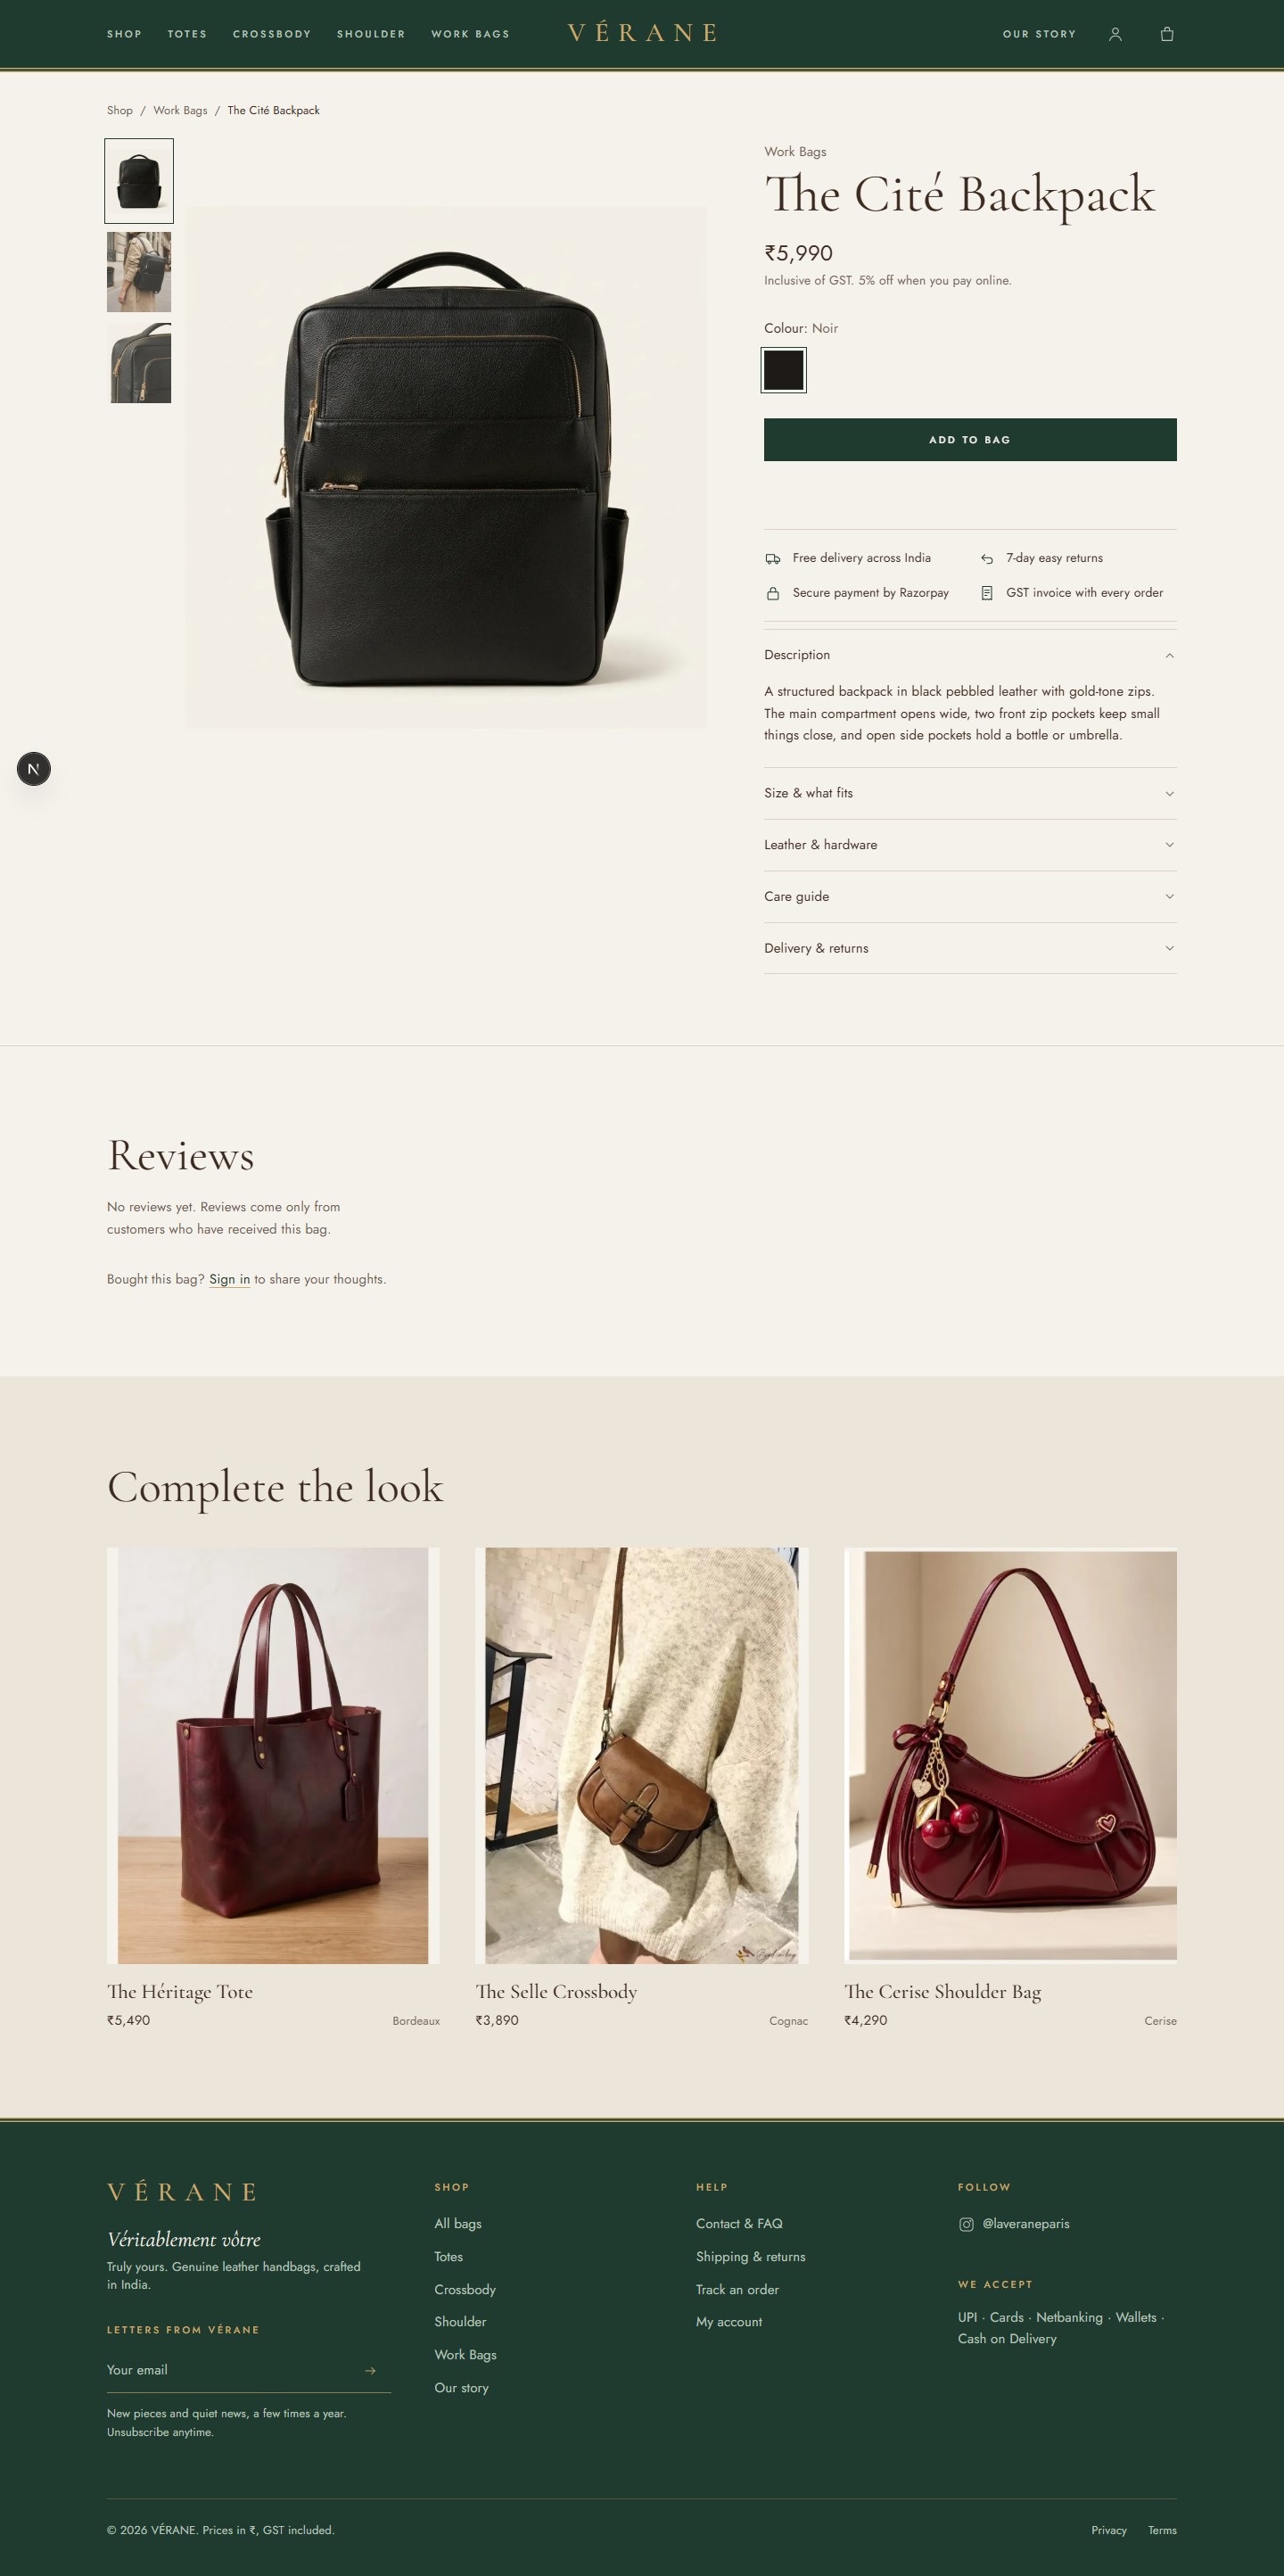 SHOP TOTES CROSSBODY SHOULDER WORK BAGS VÉRANE OUR STORY
Shop / Work Bags / The Cité Backpack
Work Bags
The Cité Backpack
₹5,990
Inclusive of GST. 5% off when you pay online.
Colour: Noir
ADD TO BAG
Free delivery across India 7-day easy returns
Secure payment by Razorpay GST invoice with every order
Description
A structured backpack in black pebbled leather with gold-tone zips.
The main compartment opens wide, two front zip pockets keep small
things close, and open side pockets hold a bottle or umbrella.
N
Size & what fits
Leather & hardware
Care guide
Delivery & returns
Reviews
No reviews yet. Reviews come only from
customers who have received this bag.
Bought this bag? Sign in to share your thoughts.
Complete the look
The Héritage Tote
₹5,490 Bordeaux
The Selle Crossbody
₹3,890 Cognac
The Cerise Shoulder Bag
₹4,290 Cerise
VÉRANE
Véritablement vôtre
Truly yours. Genuine leather handbags, crafted
in India.
LETTERS FROM VÉRANE
Your email
New pieces and quiet news, a few times a year.
Unsubscribe anytime.
SHOP
All bags
Totes
Crossbody
Shoulder
Work Bags
Our story
HELP
Contact & FAQ
Shipping & returns
Track an order
My account
FOLLOW
@laveraneparis
WE ACCEPT
UPI · Cards · Netbanking · Wallets ·
Cash on Delivery
© 2026 VÉRANE. Prices in ₹, GST included.
Privacy Terms